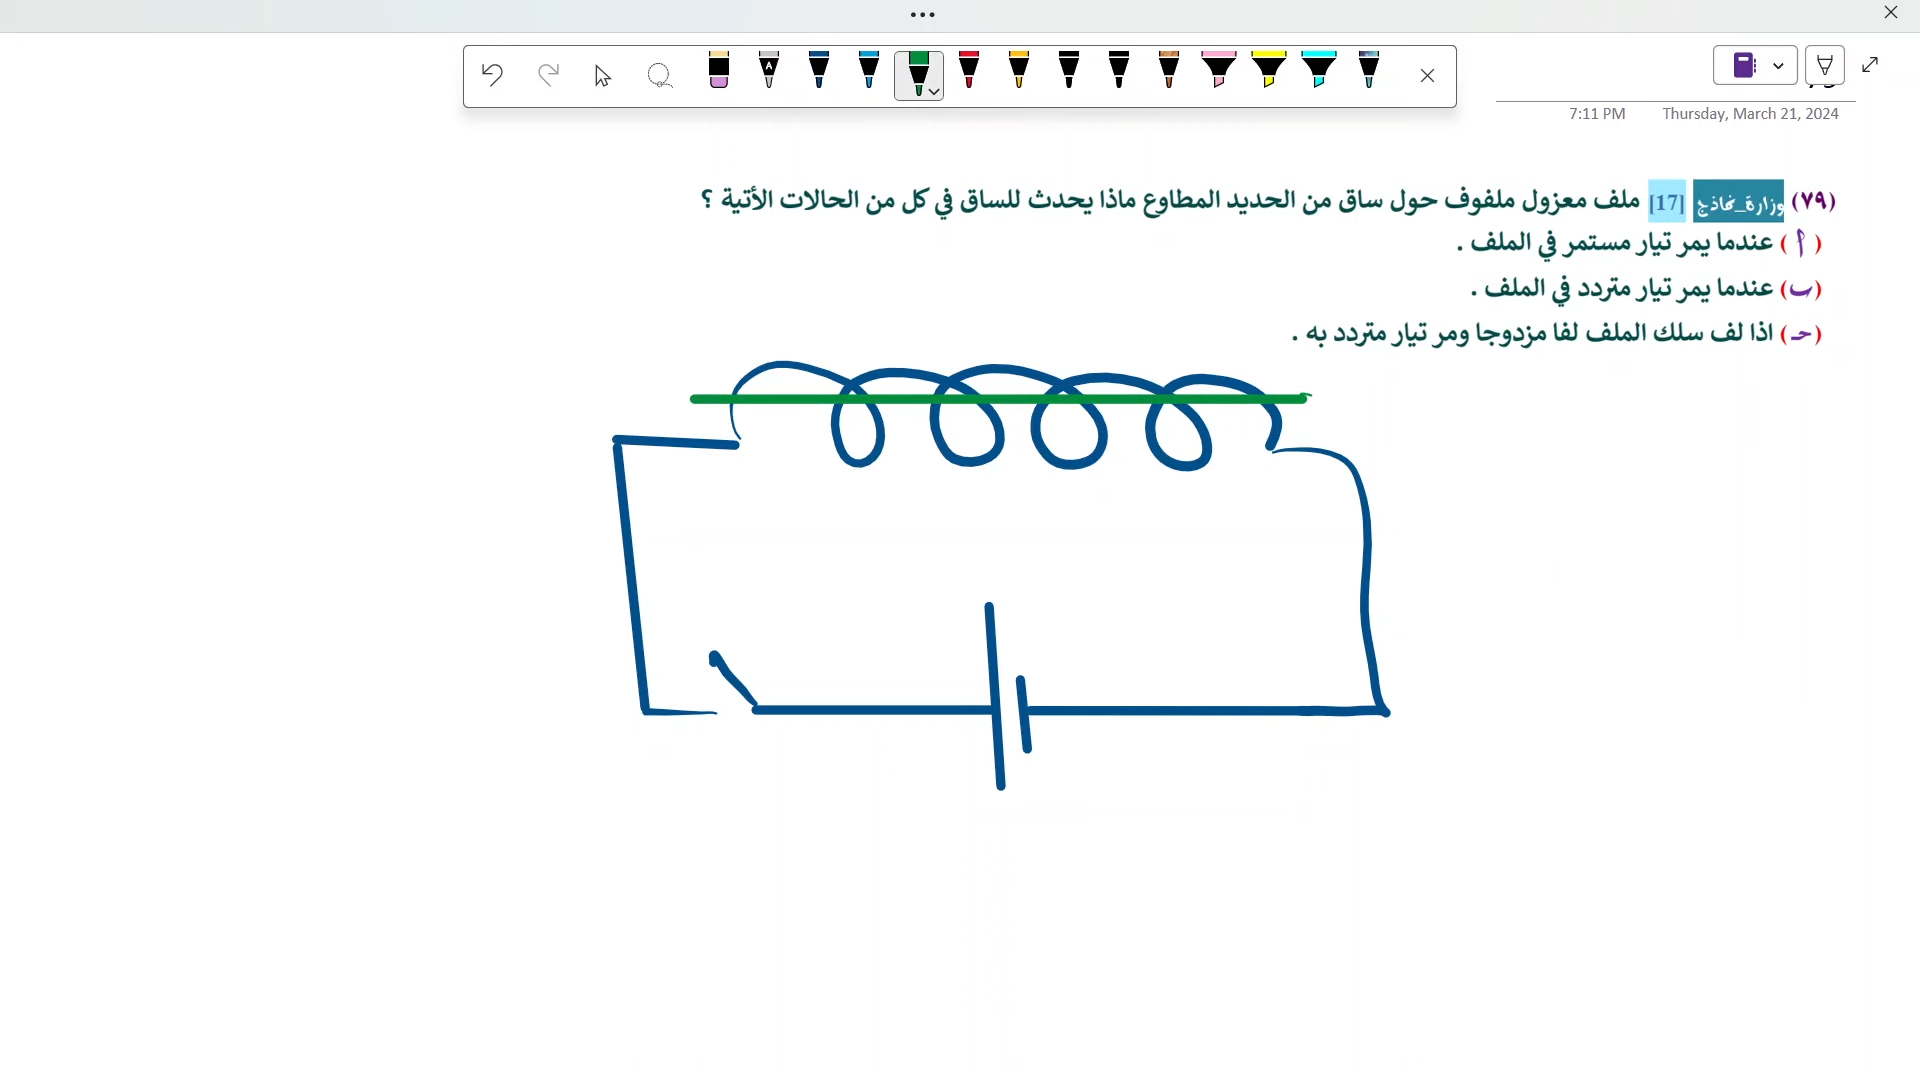 7:11 PM Thursday, March 21, 2024
(٧٩) وزارة_نماذج [17] ملف معزول ملفوف حول ساق من الحديد المطاوع ماذا يحدث للساق في كل من الحالات الأتية ؟
(أ) عندما يمر تيار مستمر في الملف .
(ب) عندما يمر تيار متردد في الملف .
(حـ) اذا لف سلك الملف لفا مزدوجا ومر تيار متردد به .